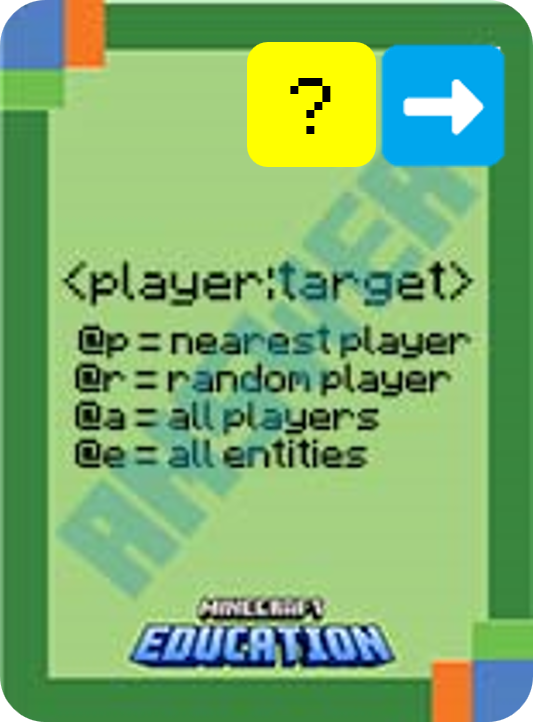 ?
<player:target>
@p = nearest player
@r = random player
@a = all players
@e = all entities
MINECRAFT
EDUCATION